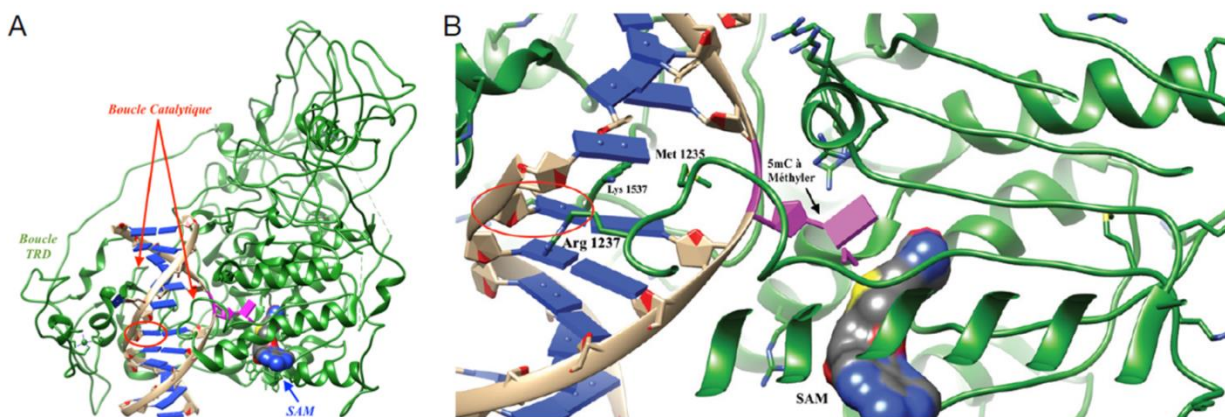 A
Boucle Catalytique
Boucle
TRD
SAM
B
Met 1235
Lys 1537
Arg 1237
5mC à
Méthyler
SAM